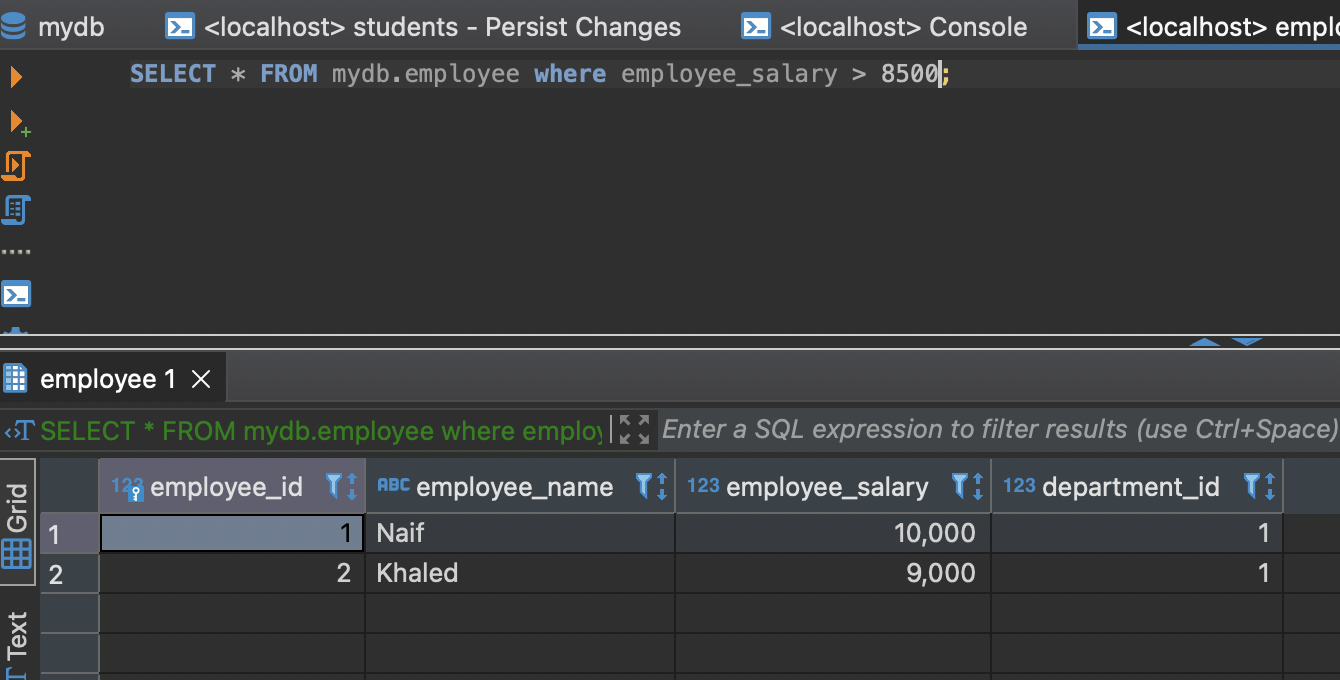 mydb <localhost> students - Persist Changes <localhost> Console <localhost> emplo
SELECT * FROM mydb.employee where employee_salary > 8500;
employee 1
SELECT * FROM mydb.employee where employ Enter a SQL expression to filter results (use Ctrl+Space)
Grid
Text
123 employee_id ABC employee_name 123 employee_salary 123 department_id
1 1 Naif 10,000 1
2 2 Khaled 9,000 1